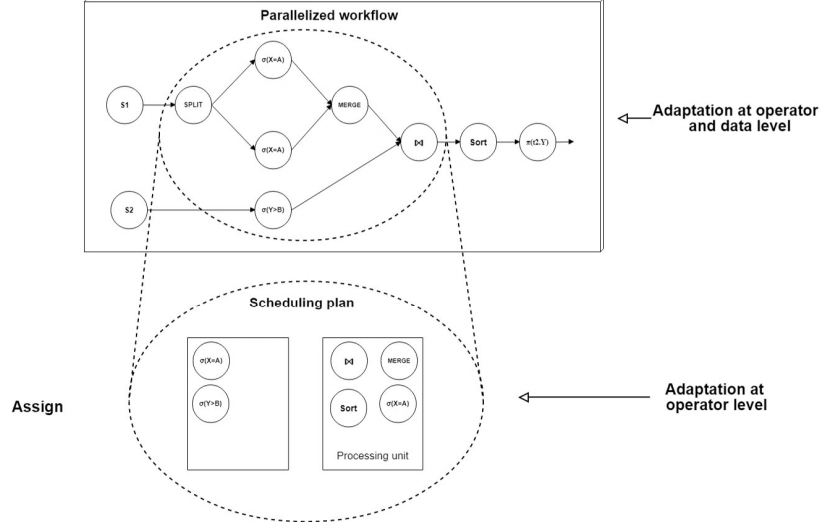 Parallelized workflow
σ(X=A)
S1
SPLIT
MERGE
Adaptation at operator
and data level
σ(X=A)
⋈
Sort
π(t2.Y)
S2
σ(Y>B)
Scheduling plan
σ(X=A)
⋈
MERGE
Adaptation at
operator level
Assign
σ(Y>B)
Sort
σ(X=A)
Processing unit